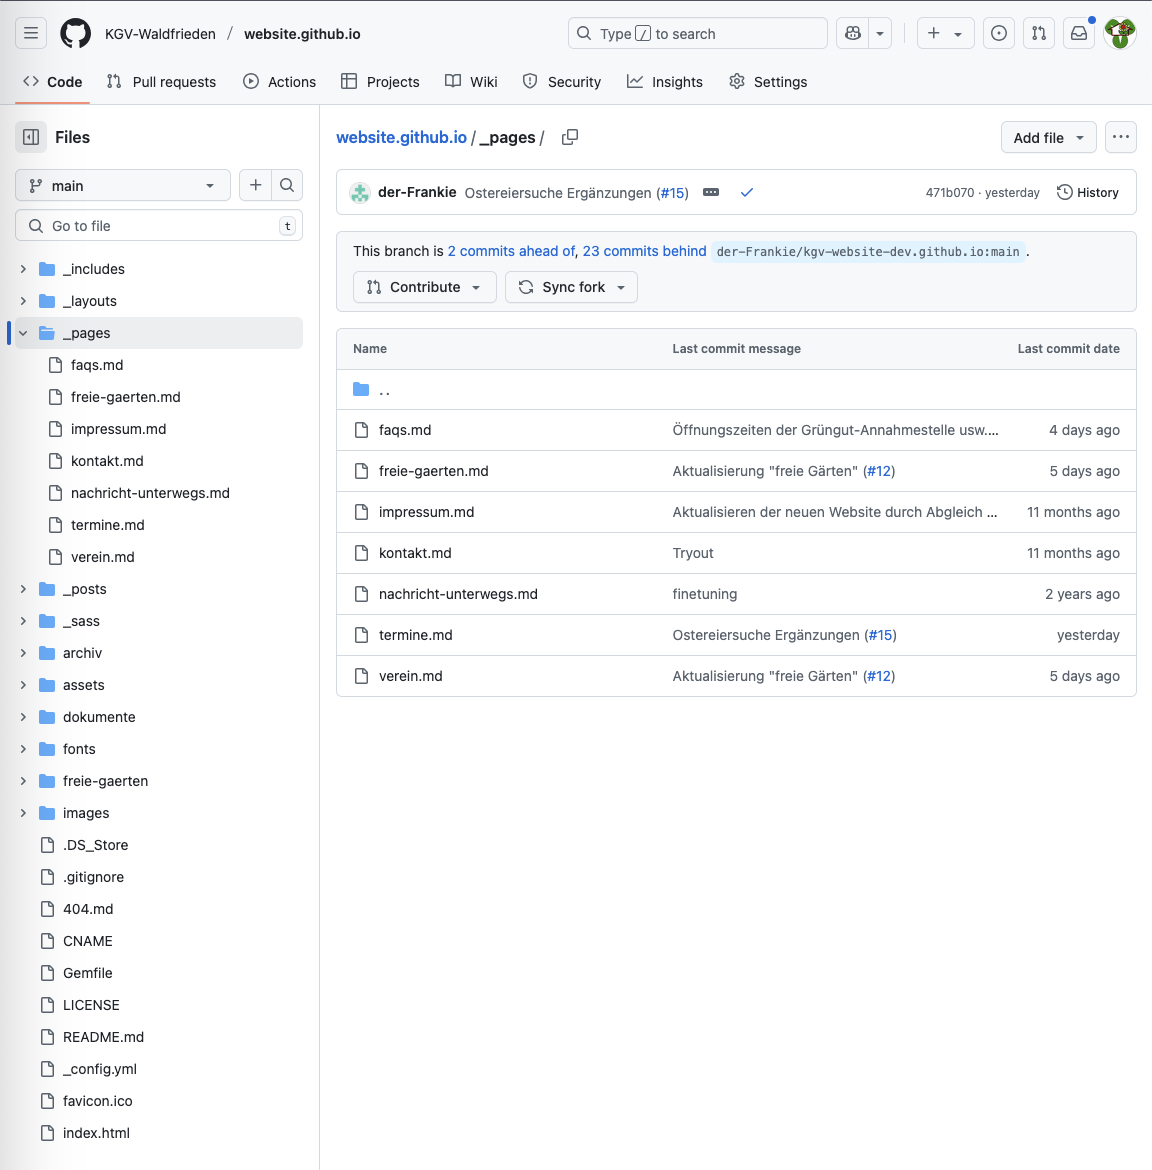 KGV-Waldfrieden / website.github.io
Type / to search
Code
Pull requests
Actions
Projects
Wiki
Security
Insights
Settings
Files
main
Go to file
t
_includes
_layouts
_pages
faqs.md
freie-gaerten.md
impressum.md
kontakt.md
nachricht-unterwegs.md
termine.md
verein.md
_posts
_sass
archiv
assets
dokumente
fonts
freie-gaerten
images
.DS_Store
.gitignore
404.md
CNAME
Gemfile
LICENSE
README.md
_config.yml
favicon.ico
index.html
website.github.io / _pages /
Add file
der-Frankie Ostereiersuche Ergänzungen (#15)
471b070 · yesterday
History
This branch is 2 commits ahead of, 23 commits behind der-Frankie/kgv-website-dev.github.io:main .
Contribute
Sync fork
Name Last commit message Last commit date
..
faqs.md Öffnungszeiten der Grüngut-Annahmestelle usw.... 4 days ago
freie-gaerten.md Aktualisierung "freie Gärten" (#12) 5 days ago
impressum.md Aktualisieren der neuen Website durch Abgleich ... 11 months ago
kontakt.md Tryout 11 months ago
nachricht-unterwegs.md finetuning 2 years ago
termine.md Ostereiersuche Ergänzungen (#15) yesterday
verein.md Aktualisierung "freie Gärten" (#12) 5 days ago